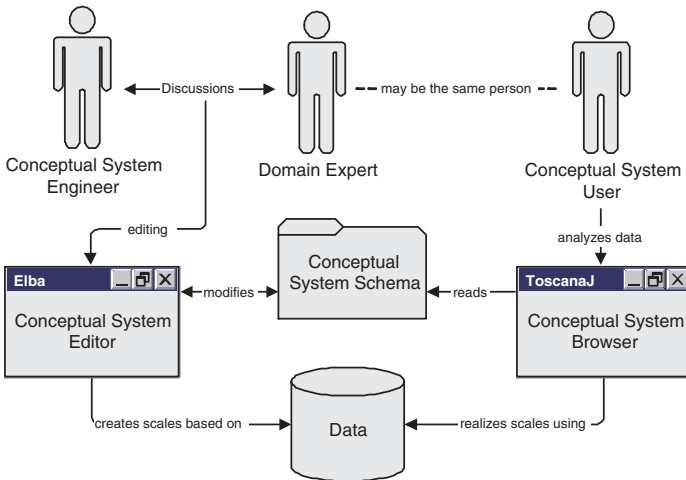 Discussions
may be the same person
Conceptual System
Engineer
Domain Expert
Conceptual System
User
editing
analyzes data
Elba
Conceptual System
Editor
modifies
Conceptual
System Schema
reads
ToscanaJ
Conceptual System
Browser
creates scales based on
Data
realizes scales using